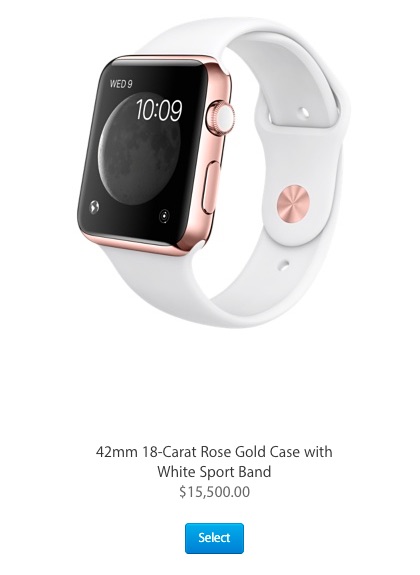 WED 9
10:09
42mm 18-Carat Rose Gold Case with
White Sport Band
$15,500.00
Select